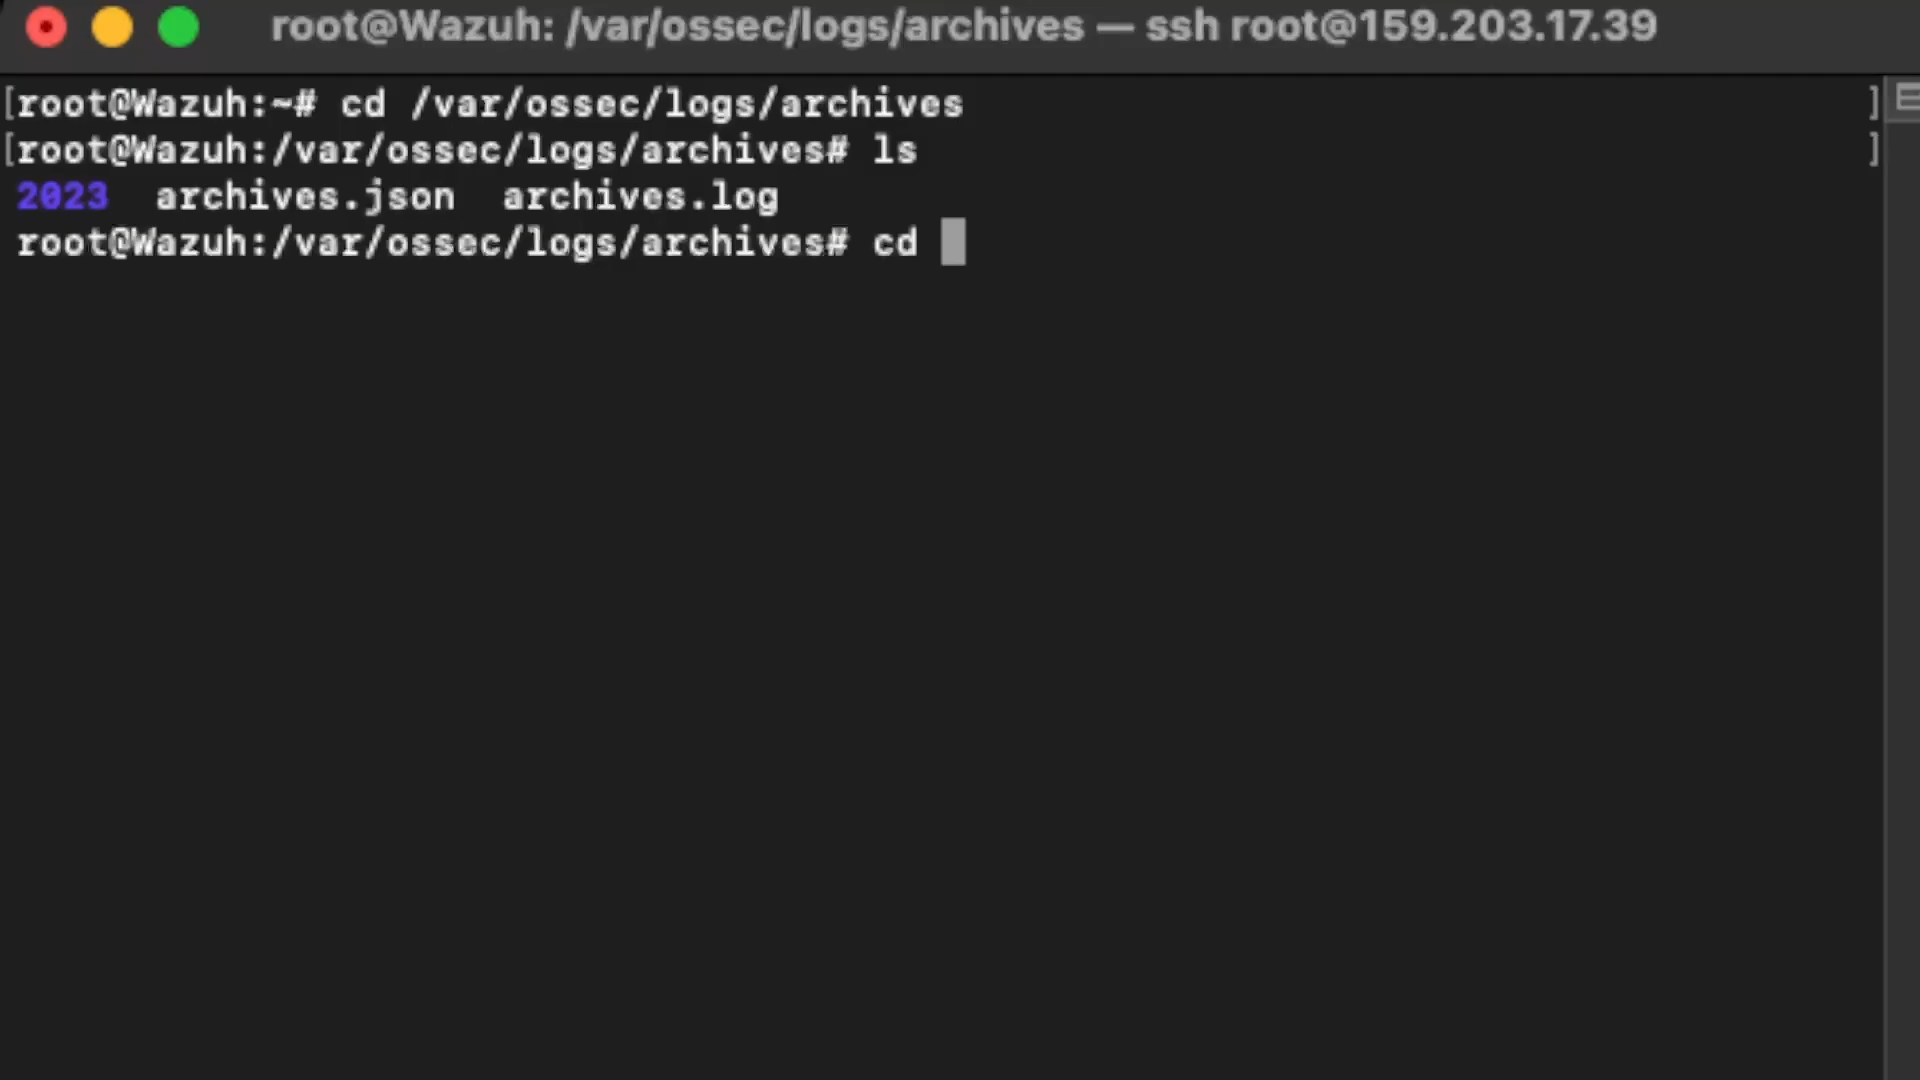 root@Wazuh: /var/ossec/logs/archives — ssh root@159.203.17.39
[root@Wazuh:~# cd /var/ossec/logs/archives ]
[root@Wazuh:/var/ossec/logs/archives# ls ]
2023 archives.json archives.log
root@Wazuh:/var/ossec/logs/archives# cd